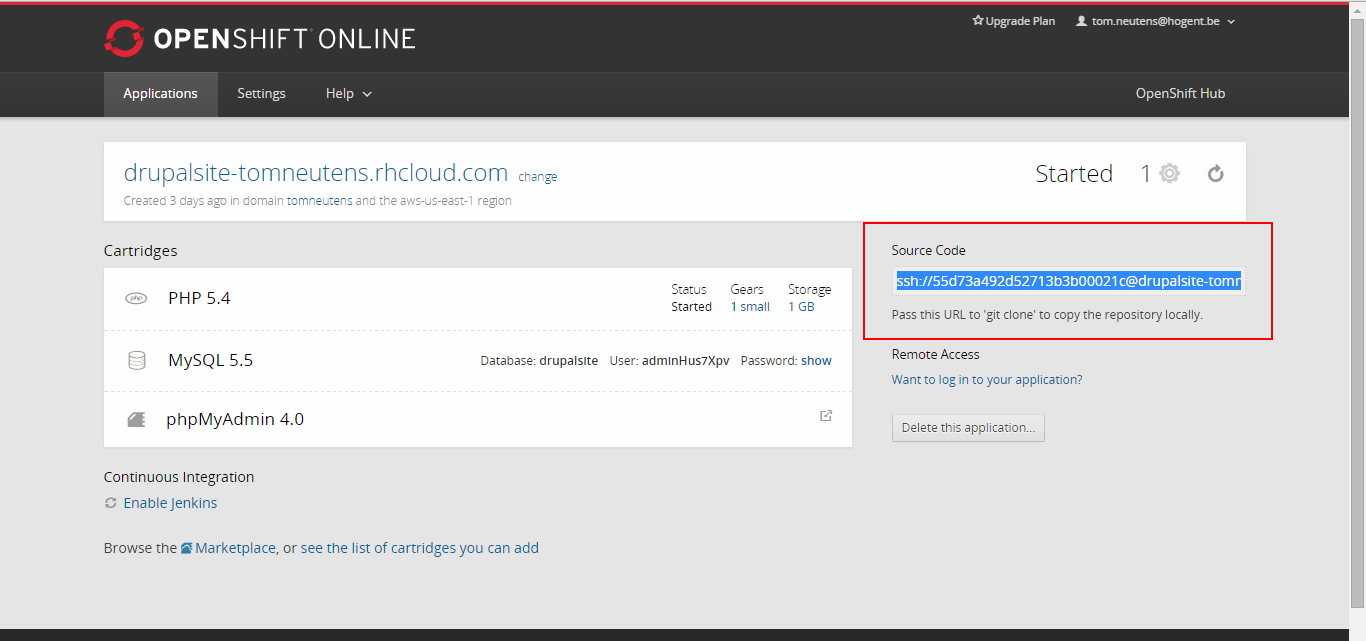 OPENSHIFT ONLINE
Upgrade Plan
tom.neutens@hogent.be
Applications
Settings
Help
OpenShift Hub
drupalsite-tomneutens.rhcloud.com change
Started 1
Created 3 days ago in domain tomneutens and the aws-us-east-1 region
Cartridges
php
PHP 5.4
Status Gears Storage
Started 1 small 1 GB
MySQL 5.5
Database: drupalsite User: adminHus7Xpv Password: show
phpMyAdmin 4.0
Source Code
ssh://55d73a492d52713b3b00021c@drupalsite-tomn
Pass this URL to 'git clone' to copy the repository locally.
Remote Access
Want to log in to your application?
Delete this application...
Continuous Integration
Enable Jenkins
Browse the Marketplace, or see the list of cartridges you can add